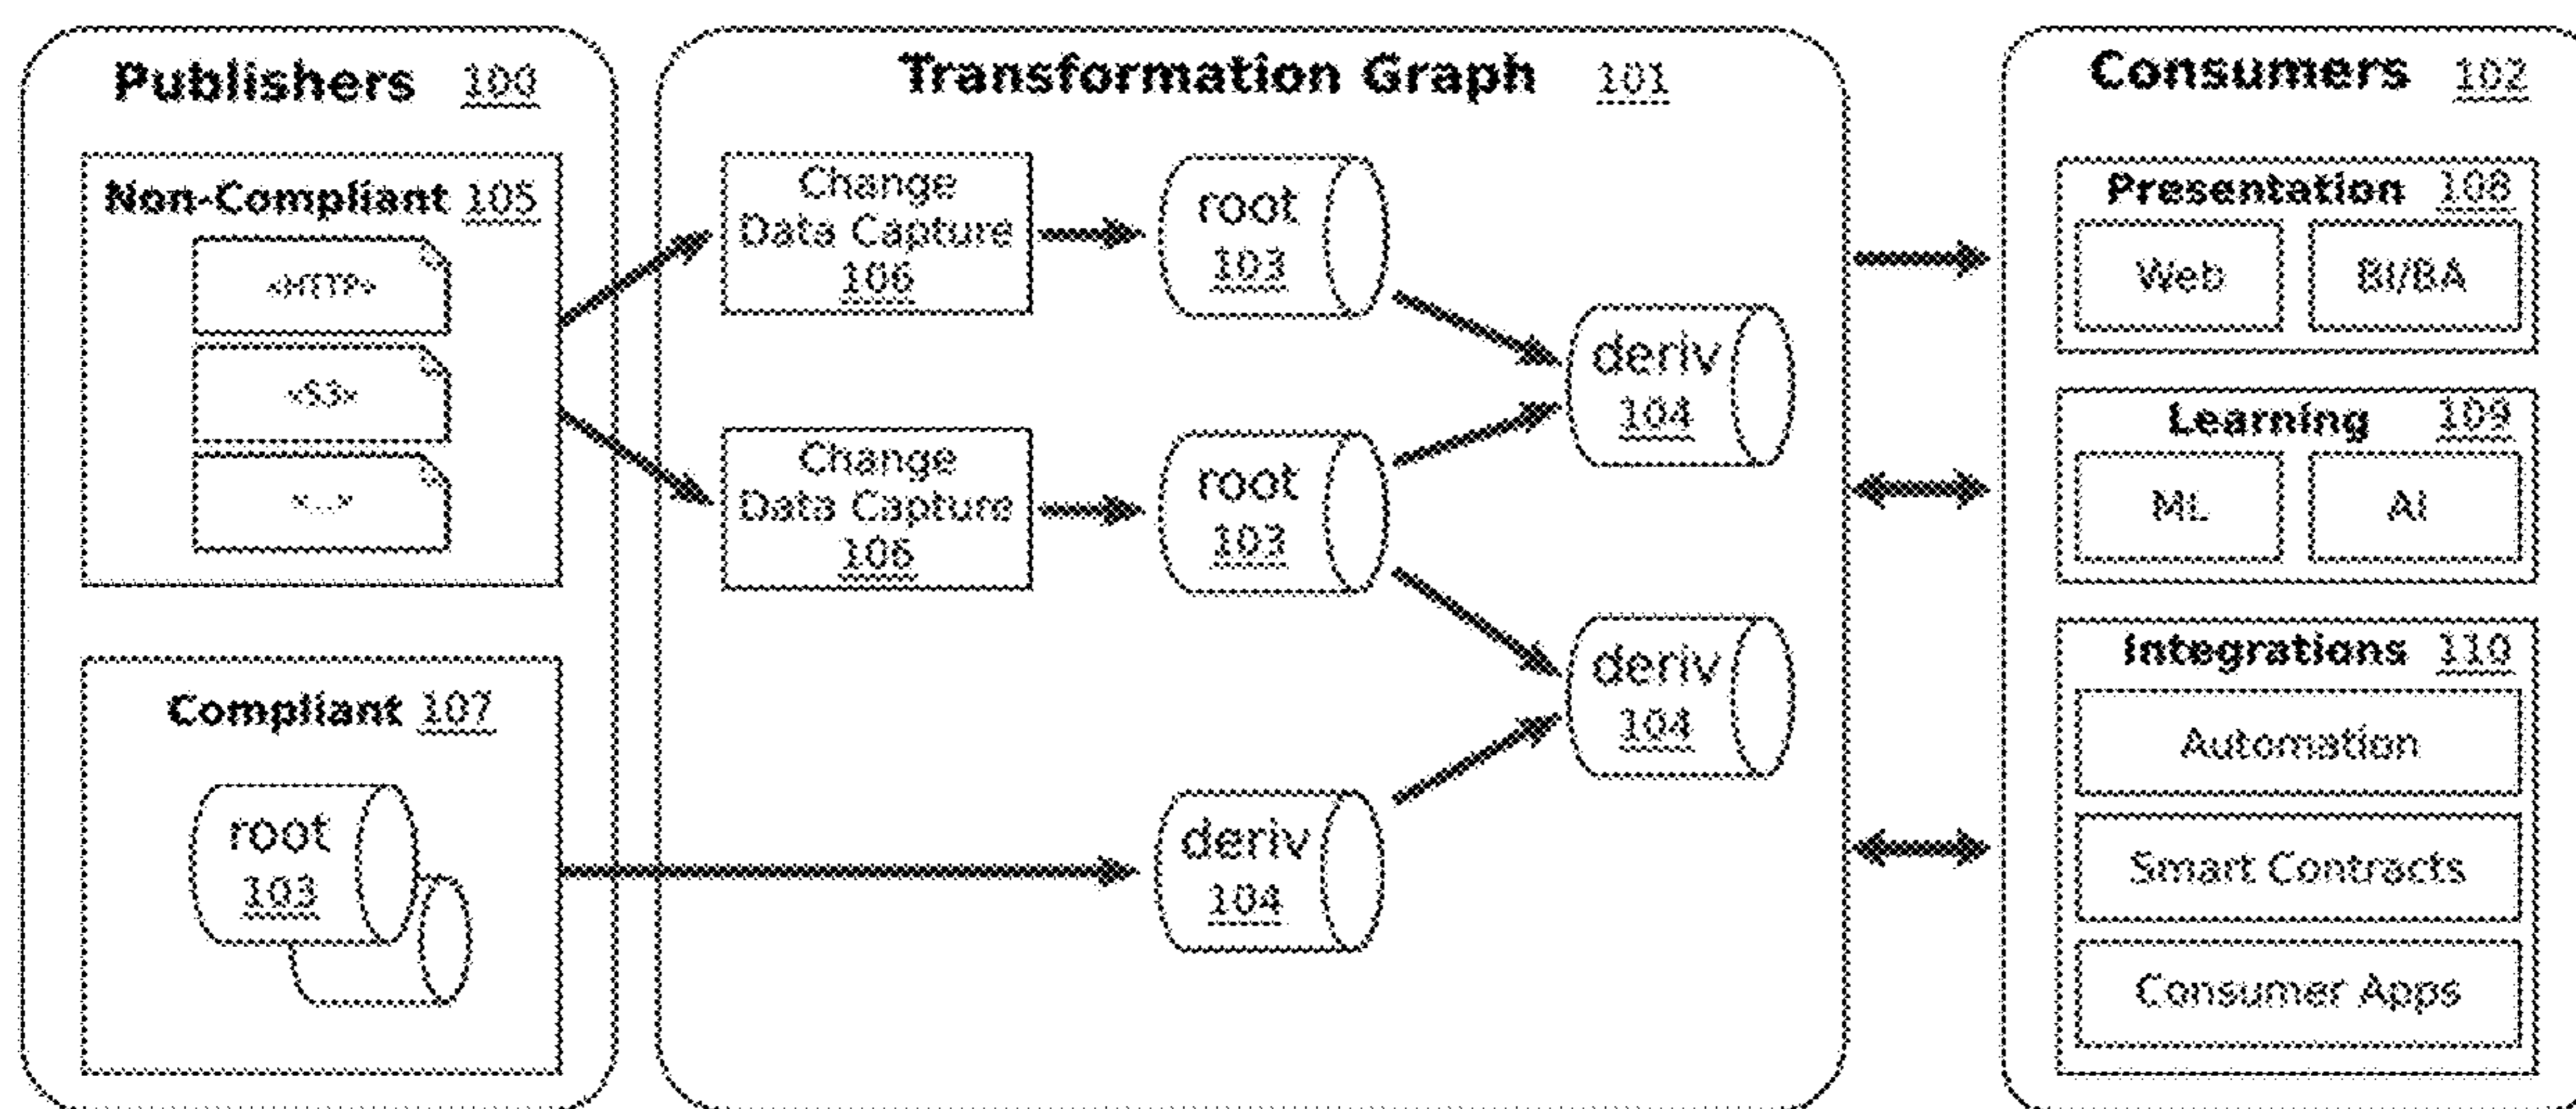 Publishers 100
Non-Compliant 105
<HTTP>
<S3>
<...>
Compliant 107
root
103
Transformation Graph 101
Change
Data Capture
106
root
103
Change
Data Capture
106
root
103
deriv
104
deriv
104
deriv
104
Consumers 102
Presentation 108
Web BI/BA
Learning 109
ML AI
Integrations 110
Automation
Smart Contracts
Consumer Apps